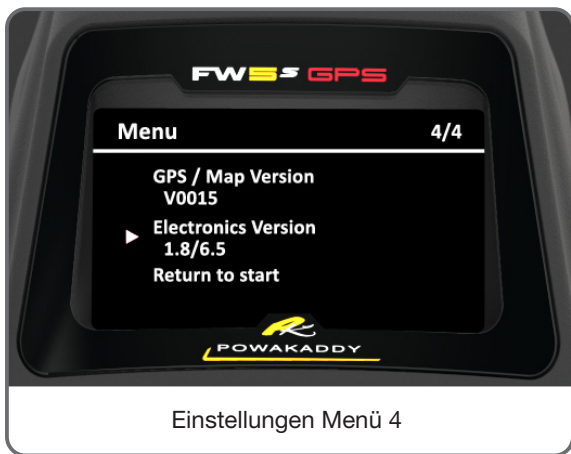 FW5s GPS
Menu 4/4
GPS / Map Version
V0015
Electronics Version
1.8/6.5
Return to start
POWAKADDY
Einstellungen Menü 4